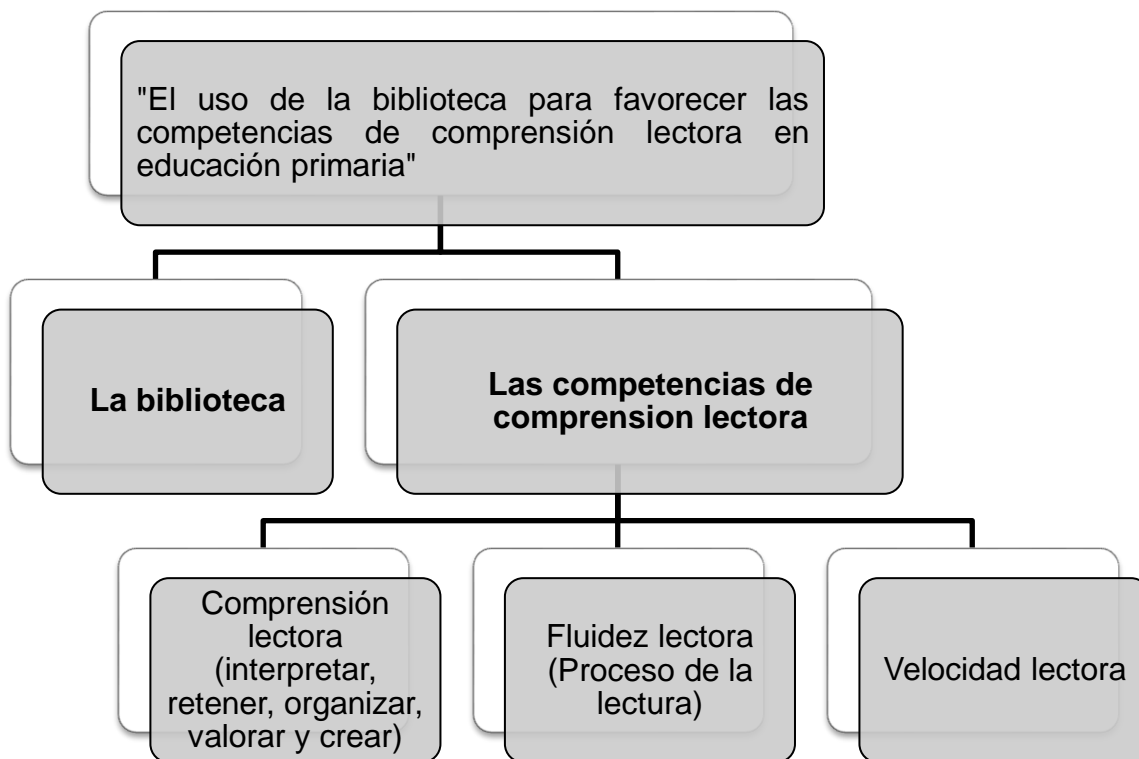 "El uso de la biblioteca para favorecer las
competencias de comprensión lectora en
educación primaria"
La biblioteca
Las competencias de
comprension lectora
Comprensión
lectora
(interpretar,
retener, organizar,
valorar y crear)
Fluidez lectora
(Proceso de la
lectura)
Velocidad lectora